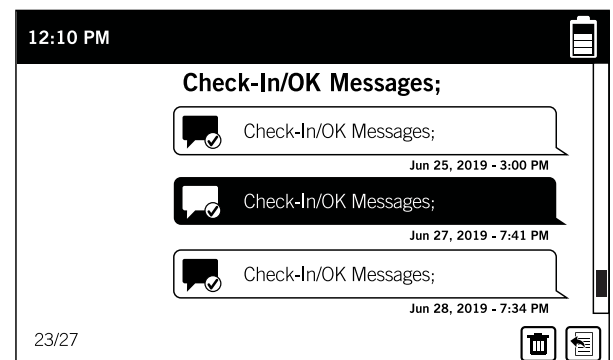 12:10 PM
Check-In/OK Messages;
Check-In/OK Messages;
Jun 25, 2019 - 3:00 PM
Check-In/OK Messages;
Jun 27, 2019 - 7:41 PM
Check-In/OK Messages;
Jun 28, 2019 - 7:34 PM
23/27